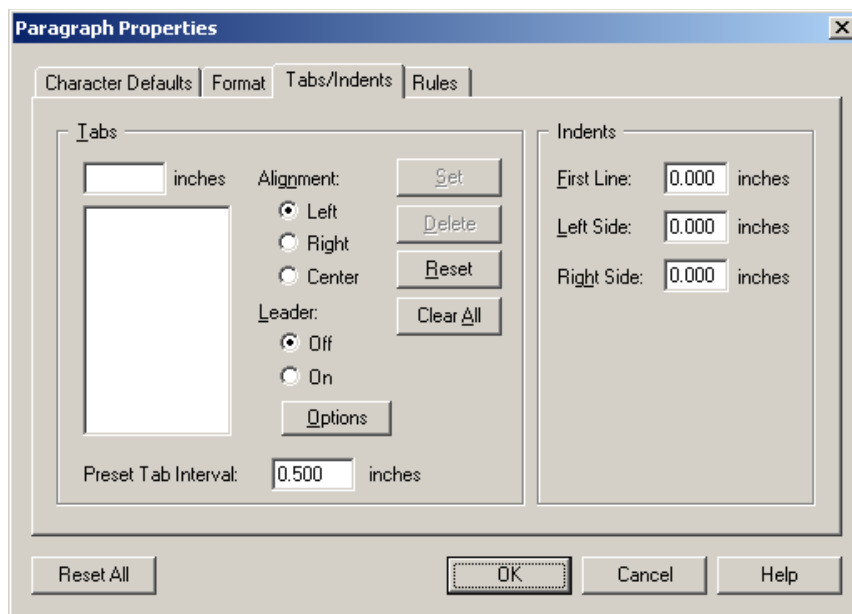 Paragraph Properties
Character Defaults Format Tabs/Indents Rules
Tabs
inches
Alignment:
Left
Right
Center
Leader:
Off
On
Options
Set
Delete
Reset
Clear All
Preset Tab Interval: 0.500 inches
Indents
First Line: 0.000 inches
Left Side: 0.000 inches
Right Side: 0.000 inches
Reset All OK Cancel Help